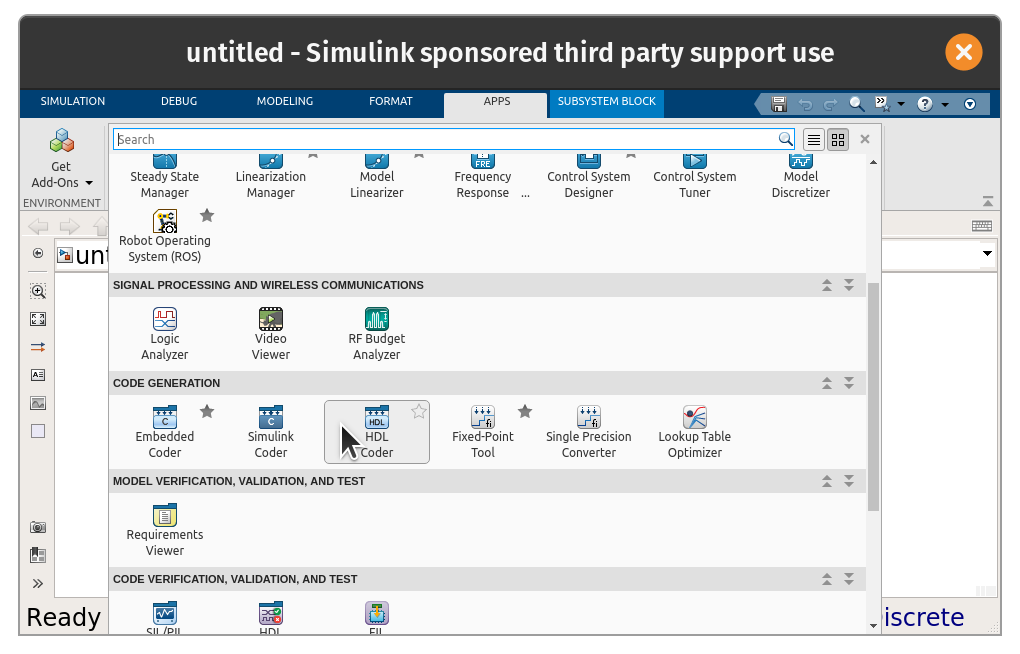 untitled - Simulink sponsored third party support use
SIMULATION DEBUG MODELING FORMAT APPS SUBSYSTEM BLOCK
Search
Get
Add-Ons
ENVIRONMENT
Steady State
Manager
Linearization
Manager
Model
Linearizer
Frequency
Response ...
Control System
Designer
Control System
Tuner
Model
Discretizer
FRE
Robot Operating
System (ROS)
unt
SIGNAL PROCESSING AND WIRELESS COMMUNICATIONS
Logic
Analyzer
Video
Viewer
RF Budget
Analyzer
CODE GENERATION
C
Embedded
Coder
C
Simulink
Coder
HDL
HDL
Coder
fi
Fixed-Point
Tool
fi
Single Precision
Converter
Lookup Table
Optimizer
MODEL VERIFICATION, VALIDATION, AND TEST
Requirements
Viewer
CODE VERIFICATION, VALIDATION, AND TEST
SIL/PIL
HDL
FIL
Ready
iscrete